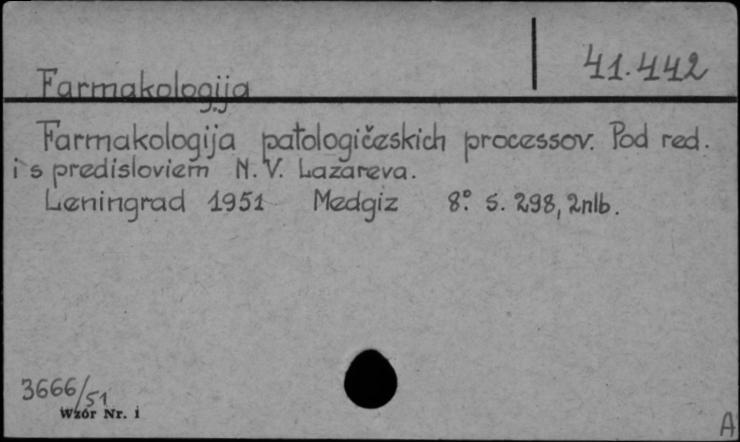 41.442
Farmakologija
Farmakologija patologičeskich processov. Pod red.
i s predisloviem N. V. Lazareva.
Leningrad 1951 Medgiz 8° s. 298, 2nlb.
3666/51
Wzór Nr. 1
A